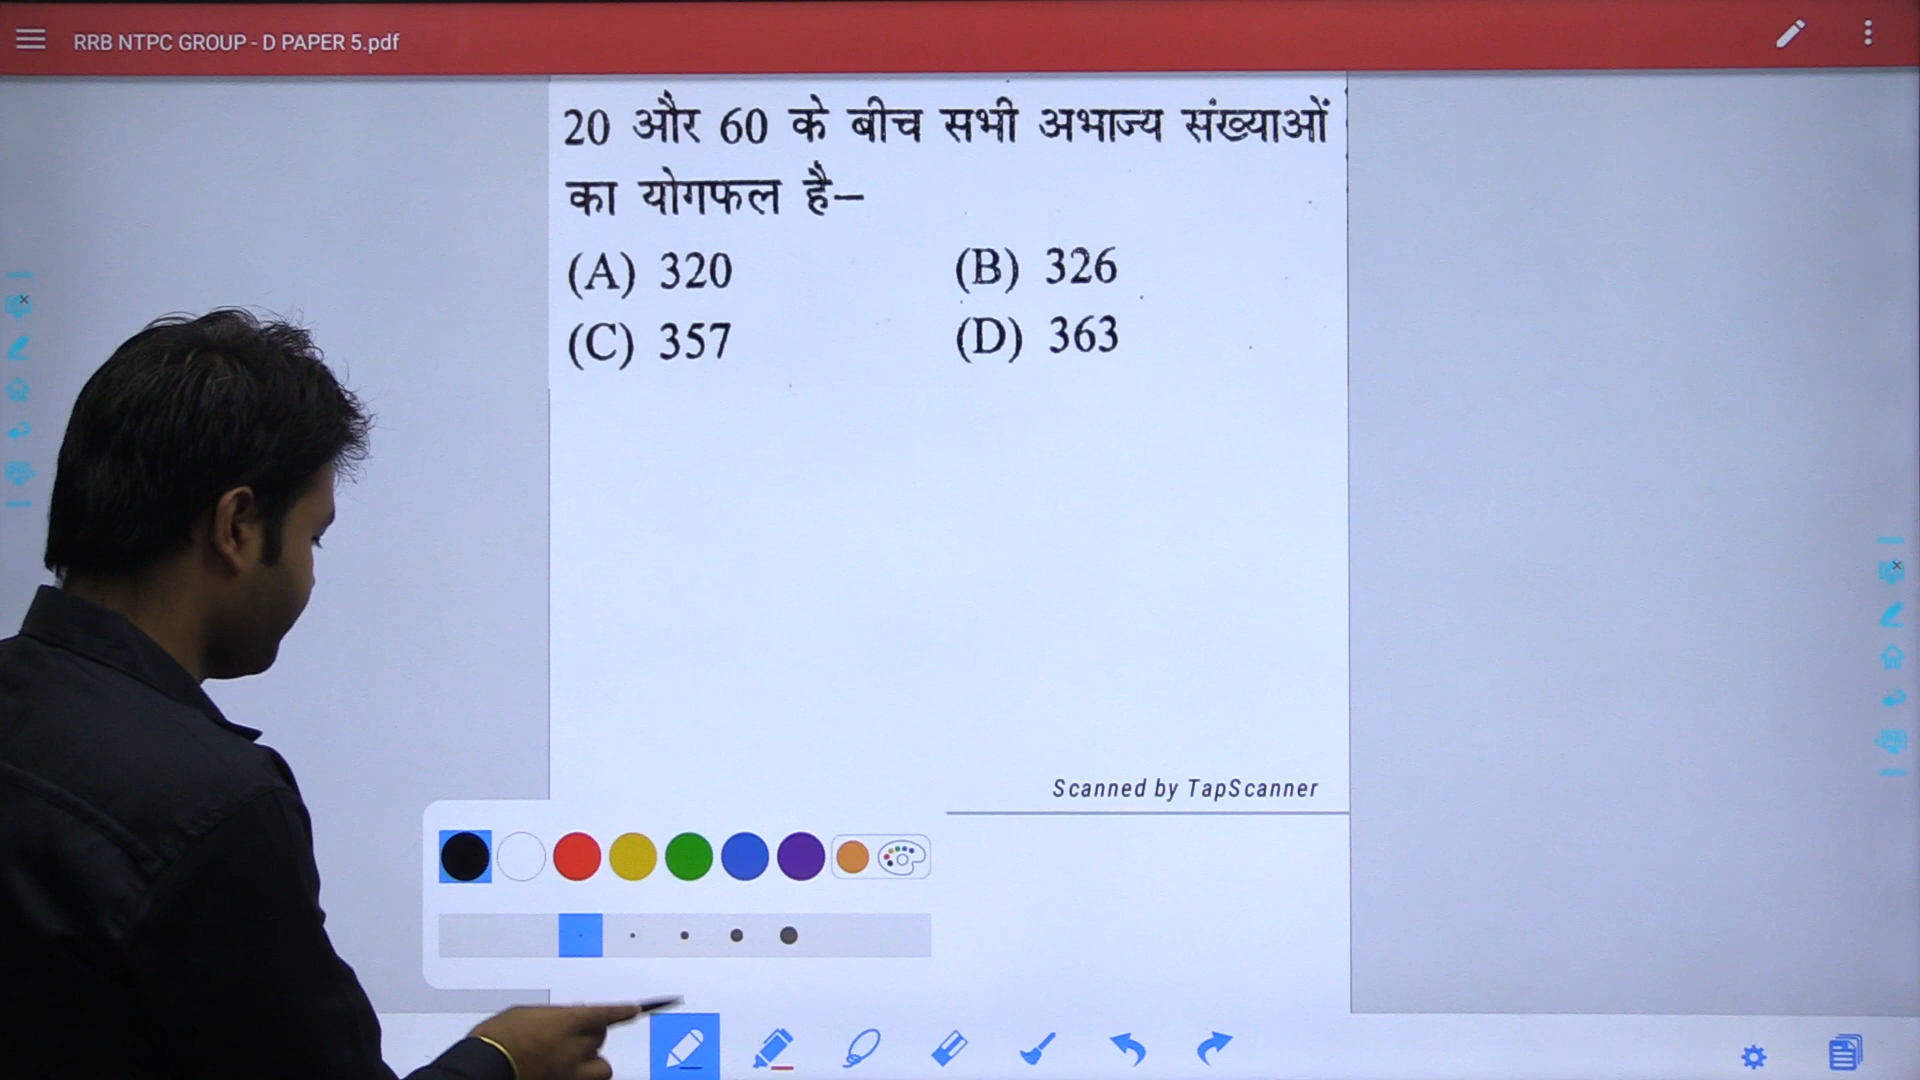 RRB NTPC GROUP - D PAPER 5.pdf
20 और 60 के बीच सभी अभाज्य संख्याओं
का योगफल है–
(A) 320 (B) 326
(C) 357 (D) 363
Scanned by TapScanner